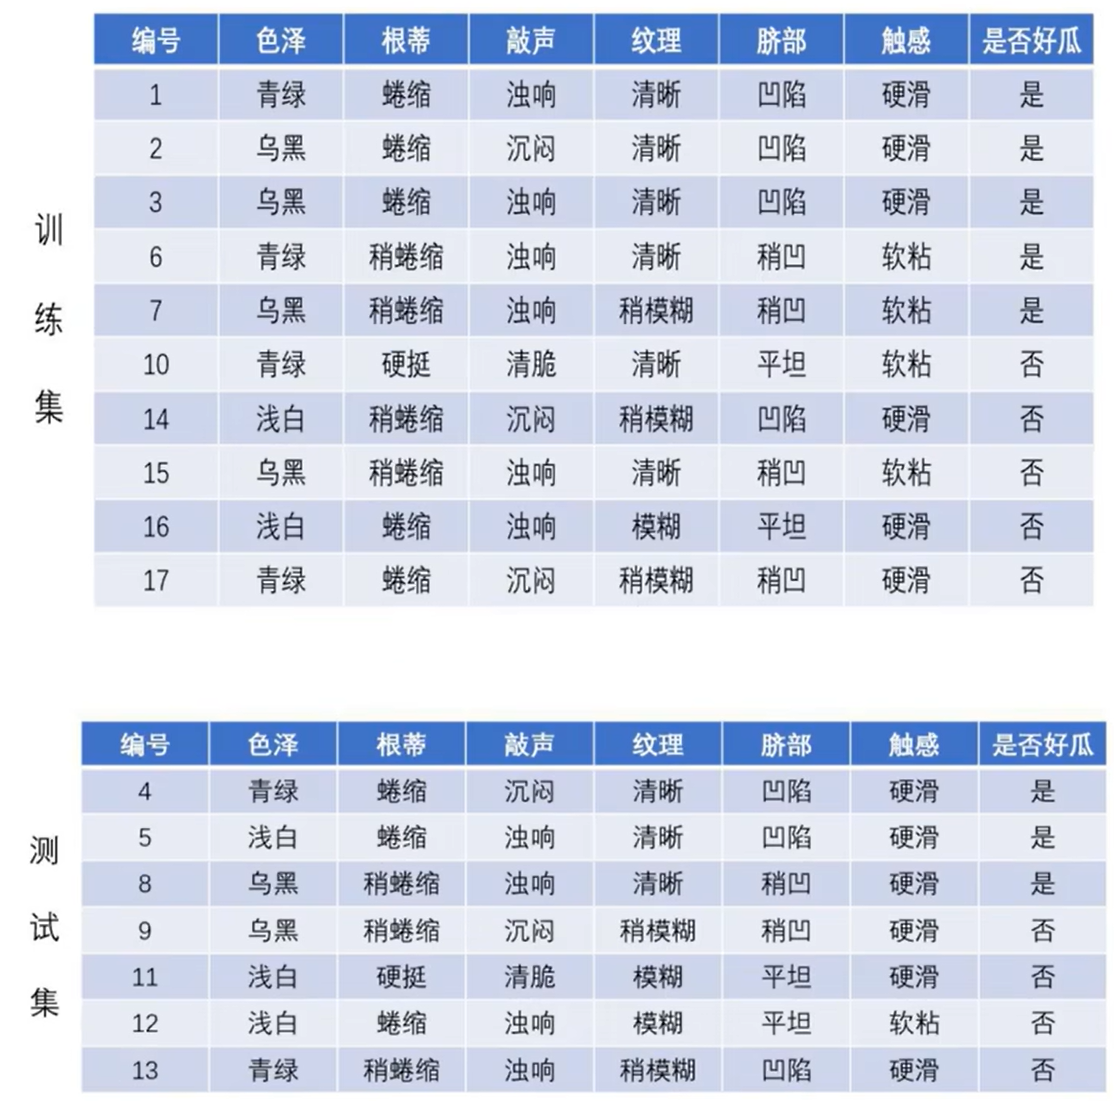 编号 色泽 根蒂 敲声 纹理 脐部 触感 是否好瓜
1 青绿 蜷缩 浊响 清晰 凹陷 硬滑 是
2 乌黑 蜷缩 沉闷 清晰 凹陷 硬滑 是
3 乌黑 蜷缩 浊响 清晰 凹陷 硬滑 是
6 青绿 稍蜷缩 浊响 清晰 稍凹 软粘 是
7 乌黑 稍蜷缩 浊响 稍模糊 稍凹 软粘 是
10 青绿 硬挺 清脆 清晰 平坦 软粘 否
14 浅白 稍蜷缩 沉闷 稍模糊 凹陷 硬滑 否
15 乌黑 稍蜷缩 浊响 清晰 稍凹 软粘 否
16 浅白 蜷缩 浊响 模糊 平坦 硬滑 否
17 青绿 蜷缩 沉闷 稍模糊 稍凹 硬滑 否
训
练
集
编号 色泽 根蒂 敲声 纹理 脐部 触感 是否好瓜
4 青绿 蜷缩 沉闷 清晰 凹陷 硬滑 是
5 浅白 蜷缩 浊响 清晰 凹陷 硬滑 是
8 乌黑 稍蜷缩 浊响 清晰 稍凹 硬滑 是
9 乌黑 稍蜷缩 沉闷 稍模糊 稍凹 硬滑 否
11 浅白 硬挺 清脆 模糊 平坦 硬滑 否
12 浅白 蜷缩 浊响 模糊 平坦 软粘 否
13 青绿 稍蜷缩 浊响 稍模糊 凹陷 硬滑 否
测
试
集